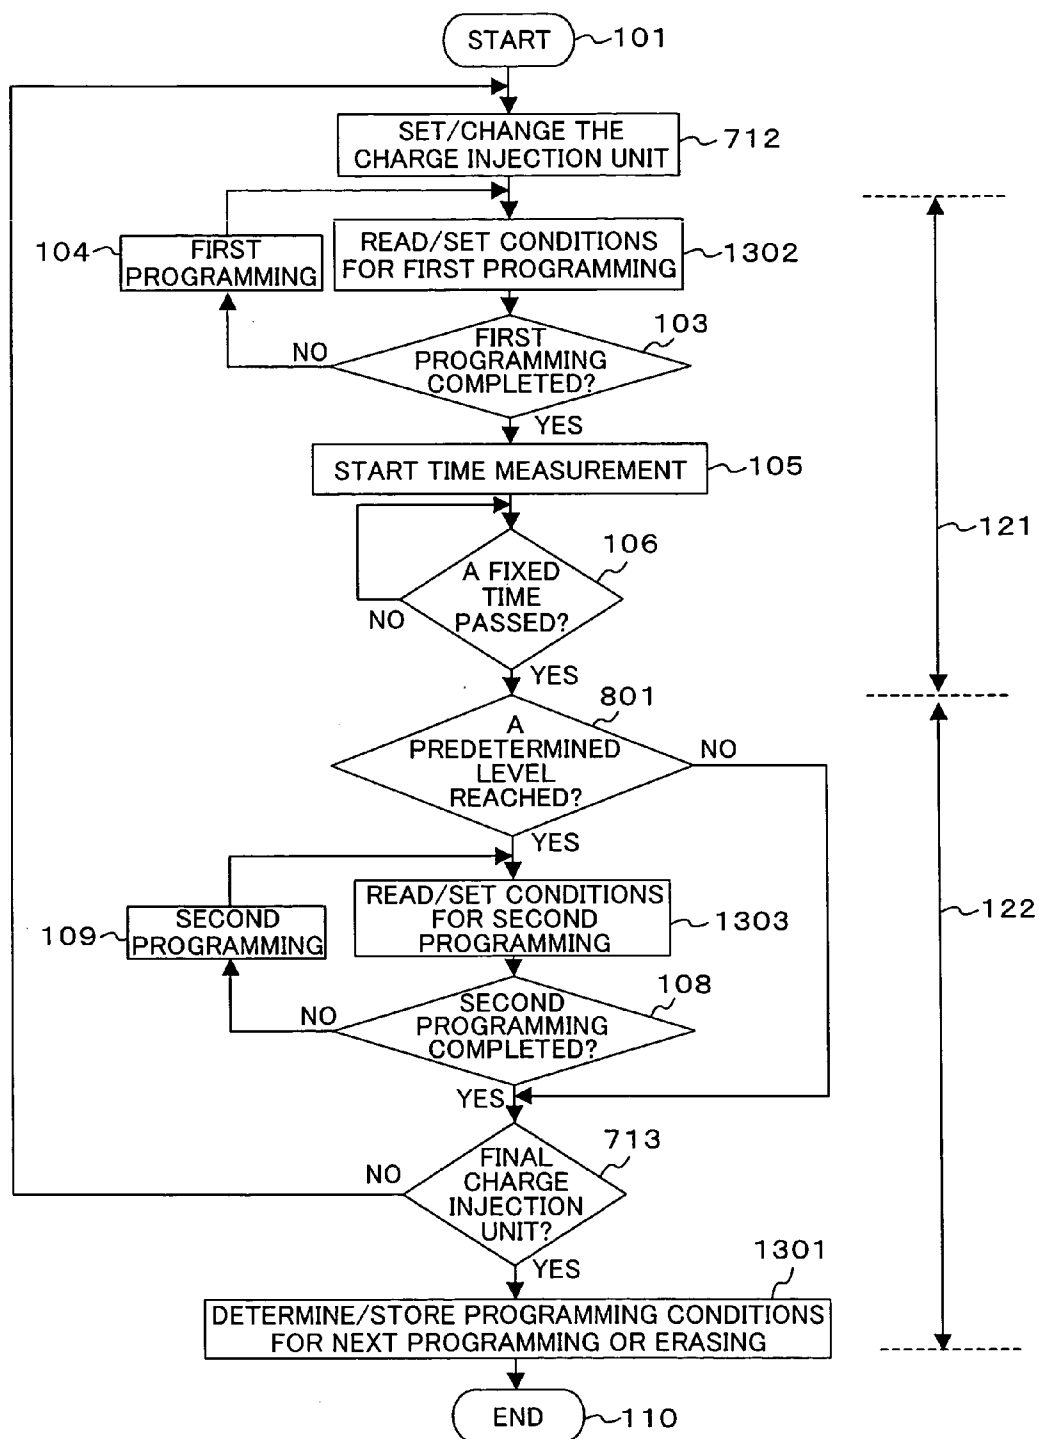 START
101
SET/CHANGE THE
CHARGE INJECTION UNIT
712
104
FIRST
PROGRAMMING
READ/SET CONDITIONS
FOR FIRST PROGRAMMING
1302
103
NO
FIRST
PROGRAMMING
COMPLETED?
YES
START TIME MEASUREMENT
105
121
106
A FIXED
TIME
PASSED?
NO
YES
801
A
PREDETERMINED
LEVEL
REACHED?
NO
YES
109
SECOND
PROGRAMMING
READ/SET CONDITIONS
FOR SECOND
PROGRAMMING
1303
122
108
NO
SECOND
PROGRAMMING
COMPLETED?
YES
713
NO
FINAL
CHARGE
INJECTION
UNIT?
YES
1301
DETERMINE/STORE PROGRAMMING CONDITIONS
FOR NEXT PROGRAMMING OR ERASING
END
110